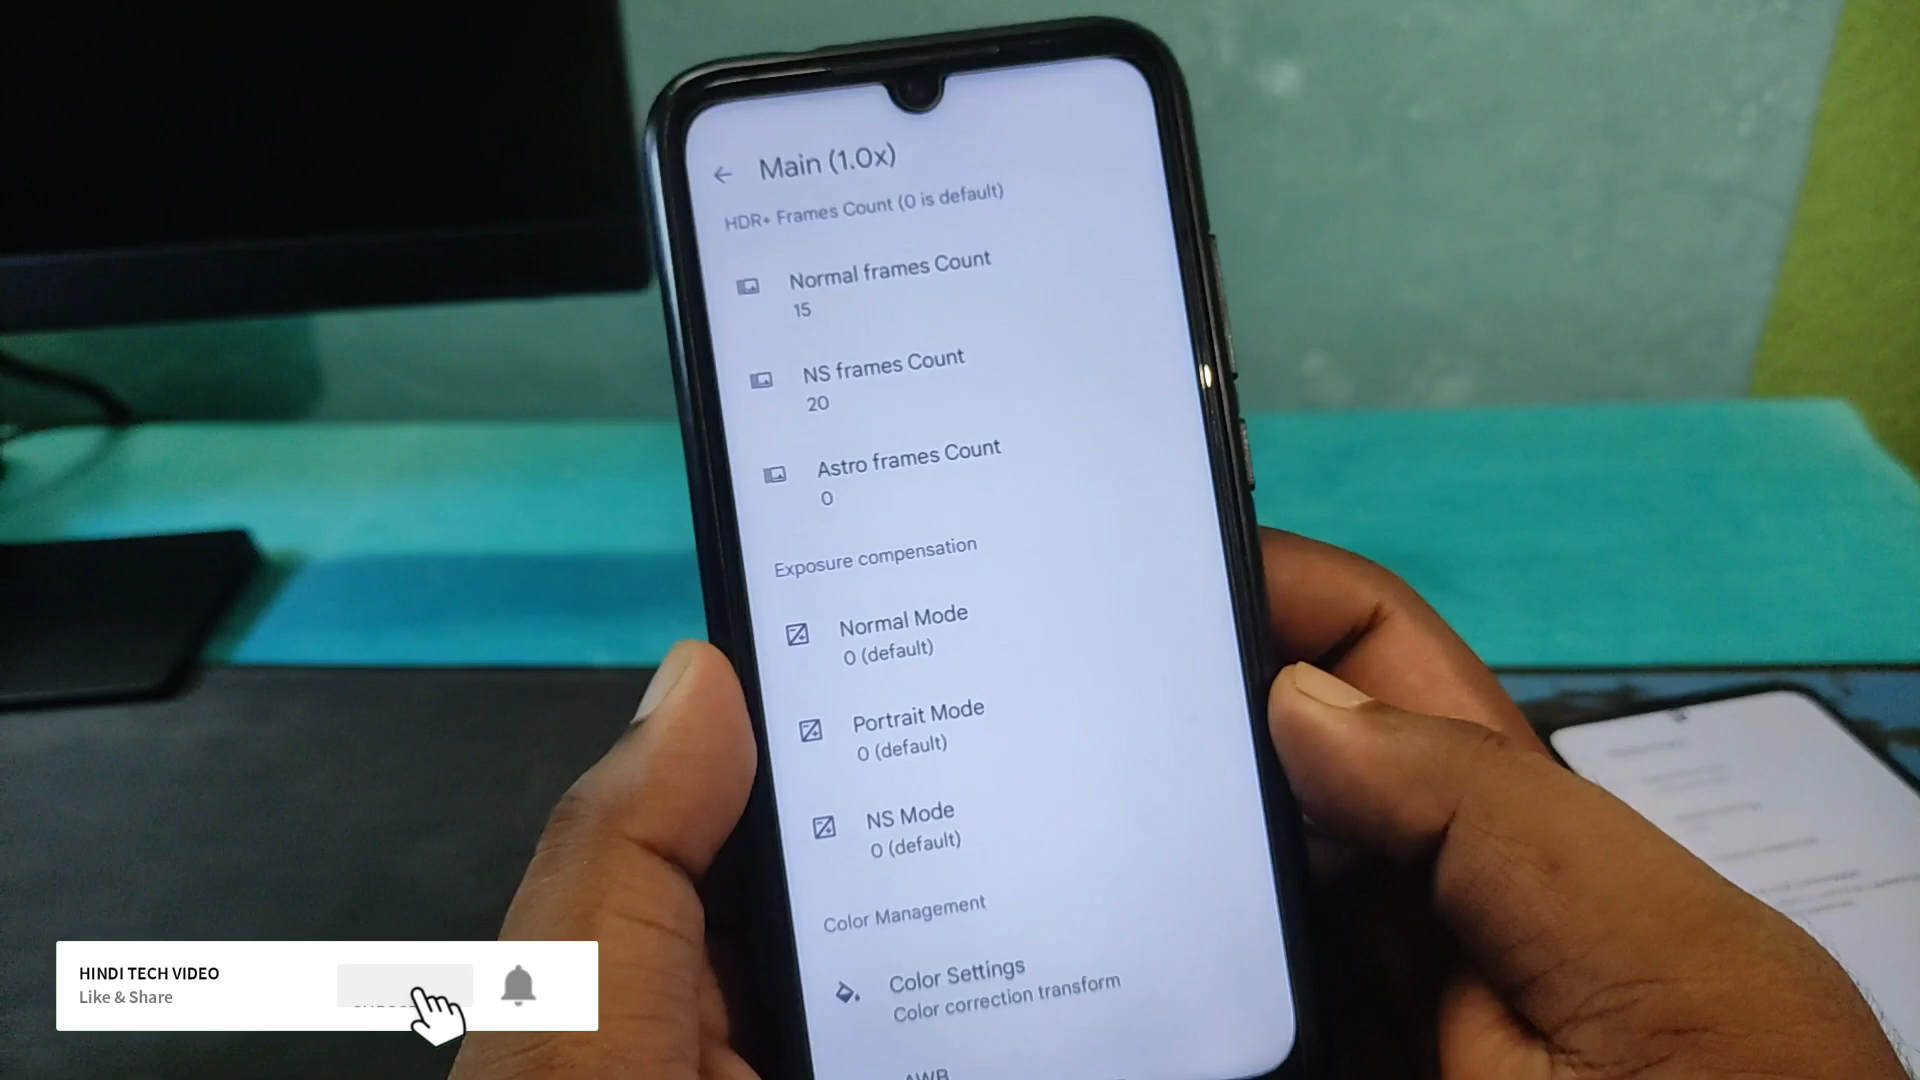 Main (1.0x)
HDR+ Frames Count (0 is default)
Normal frames Count
15
NS frames Count
20
Astro frames Count
0
Exposure compensation
Normal Mode
0 (default)
Portrait Mode
0 (default)
NS Mode
0 (default)
Color Management
Color Settings
Color correction transform
AWB
HINDI TECH VIDEO
Like & Share